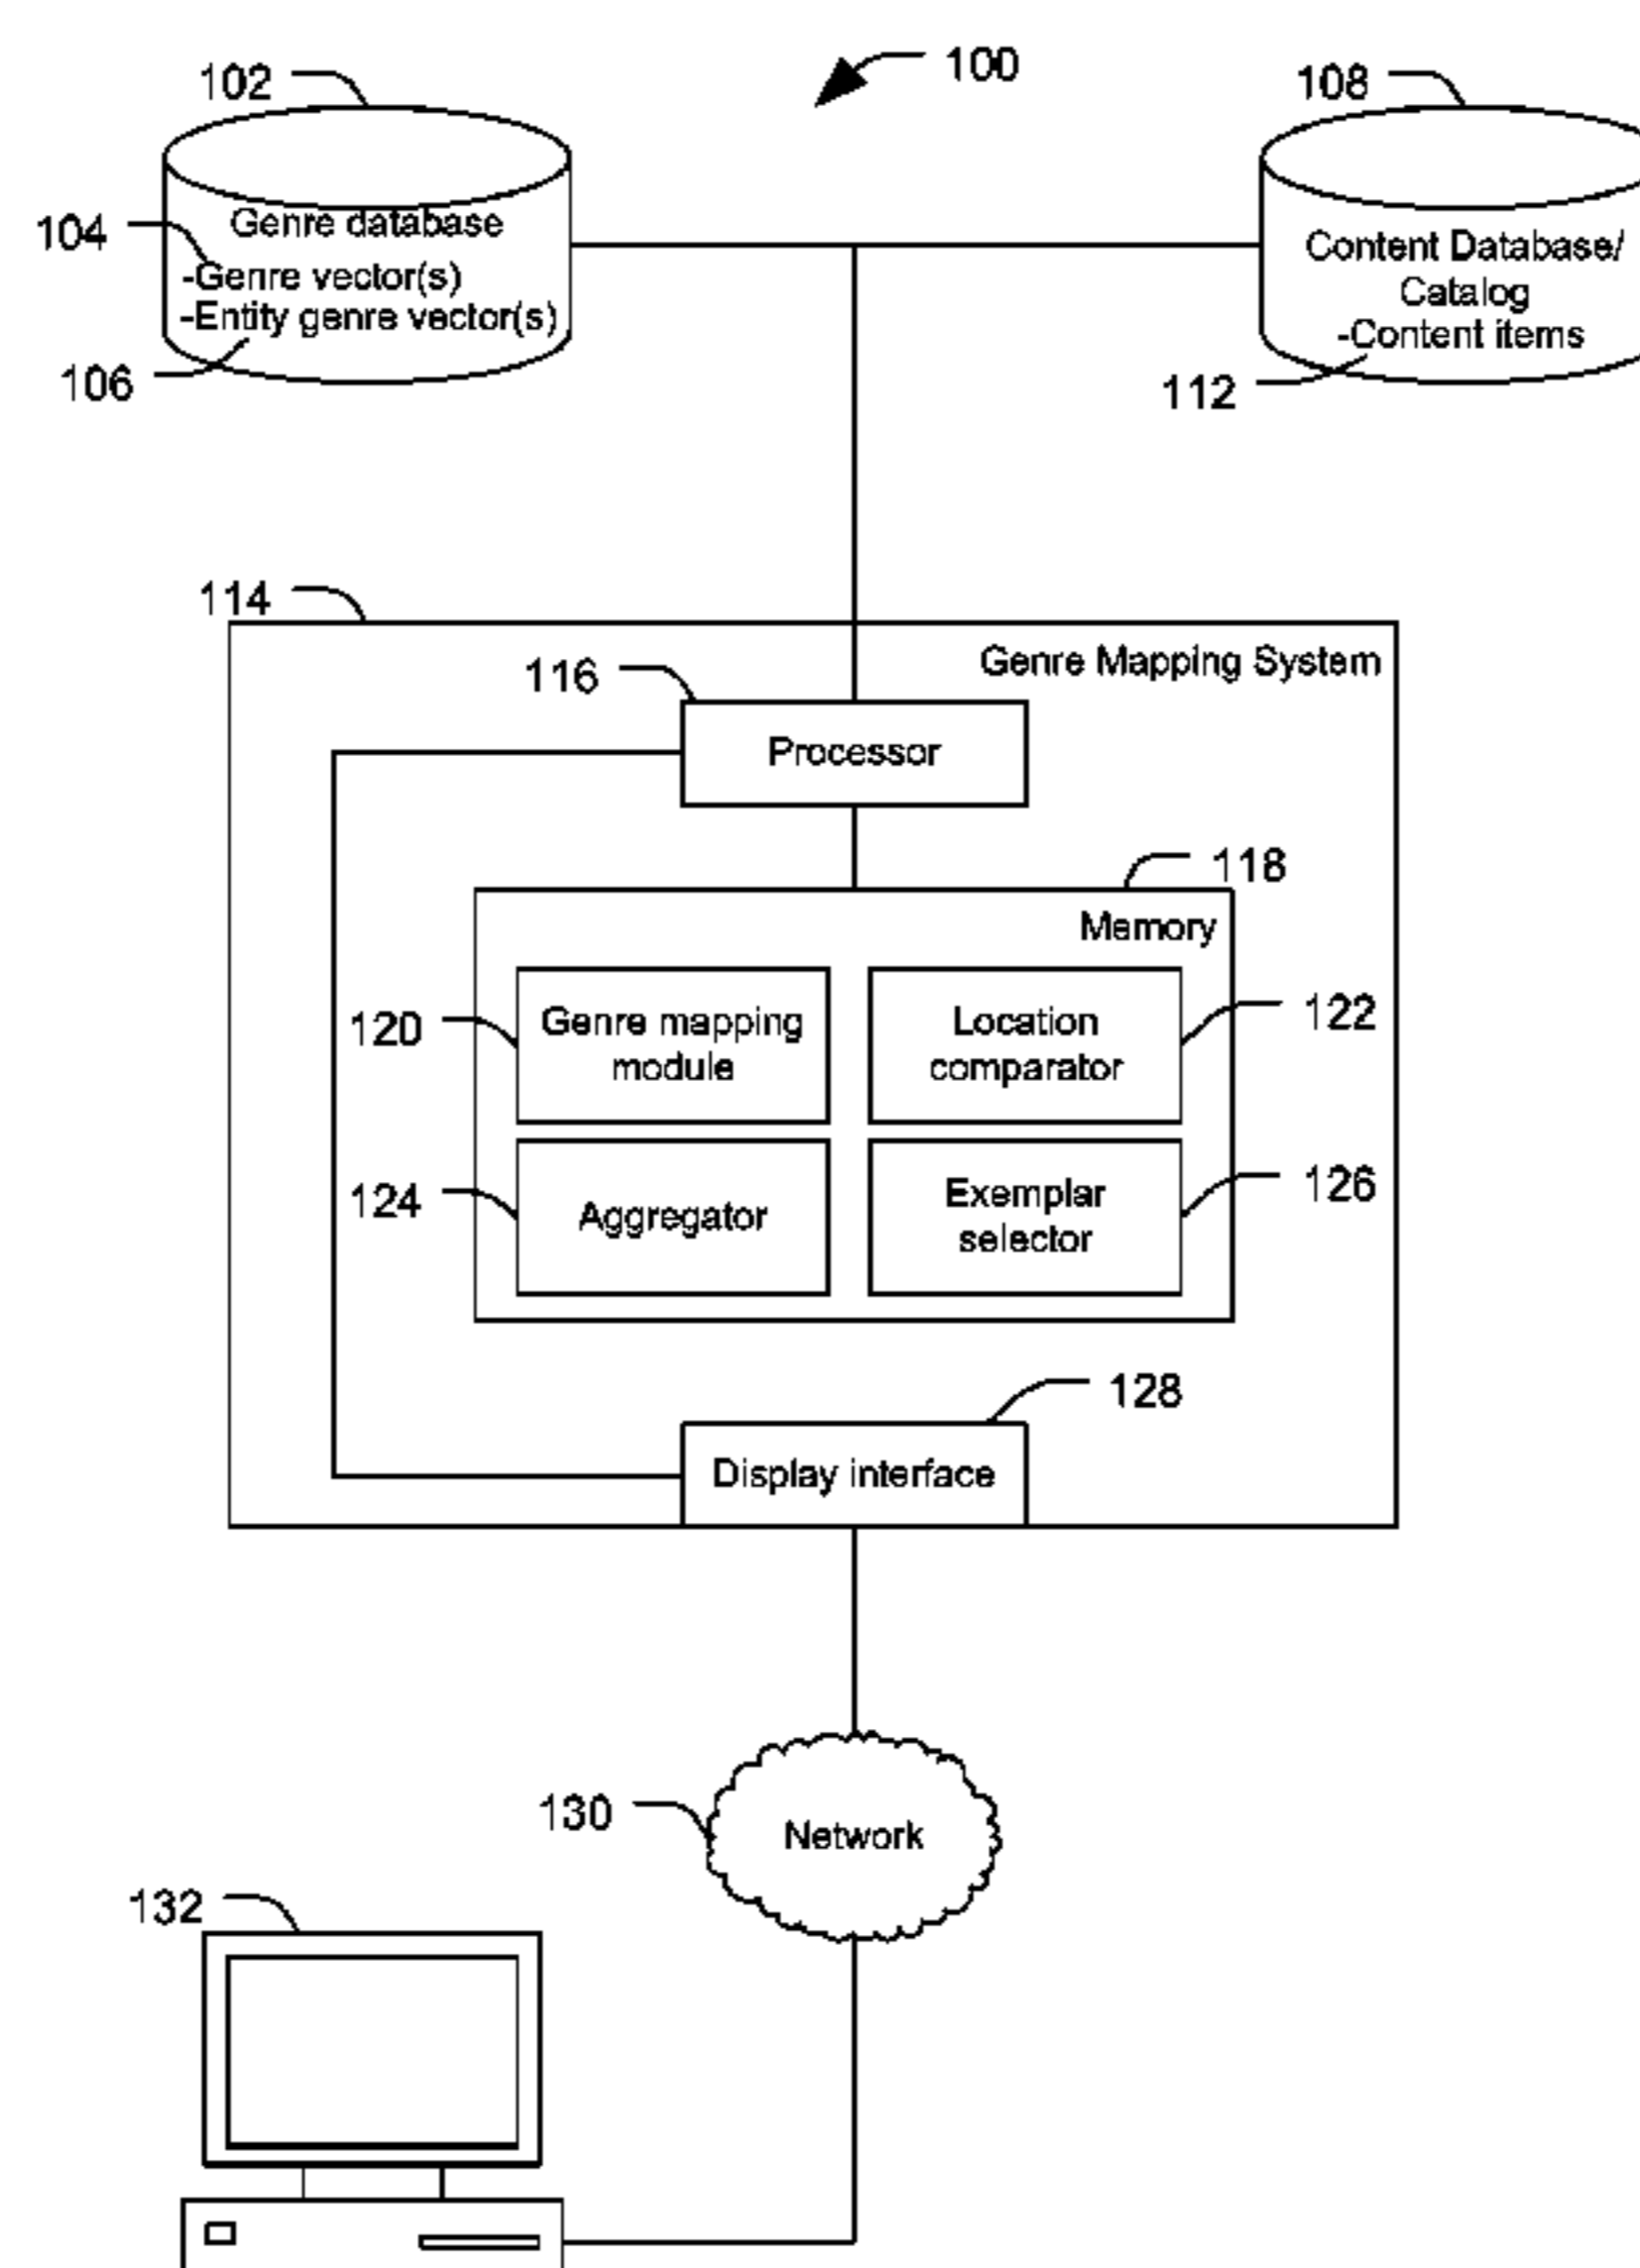 100
102
108
104
Genre database
-Genre vector(s)
-Entity genre vector(s)
106
Content Database/
Catalog
-Content items
112
114
Genre Mapping System
116
Processor
118
Memory
120
Genre mapping
module
Location
comparator
122
124
Aggregator
Exemplar
selector
126
128
Display interface
130
Network
132